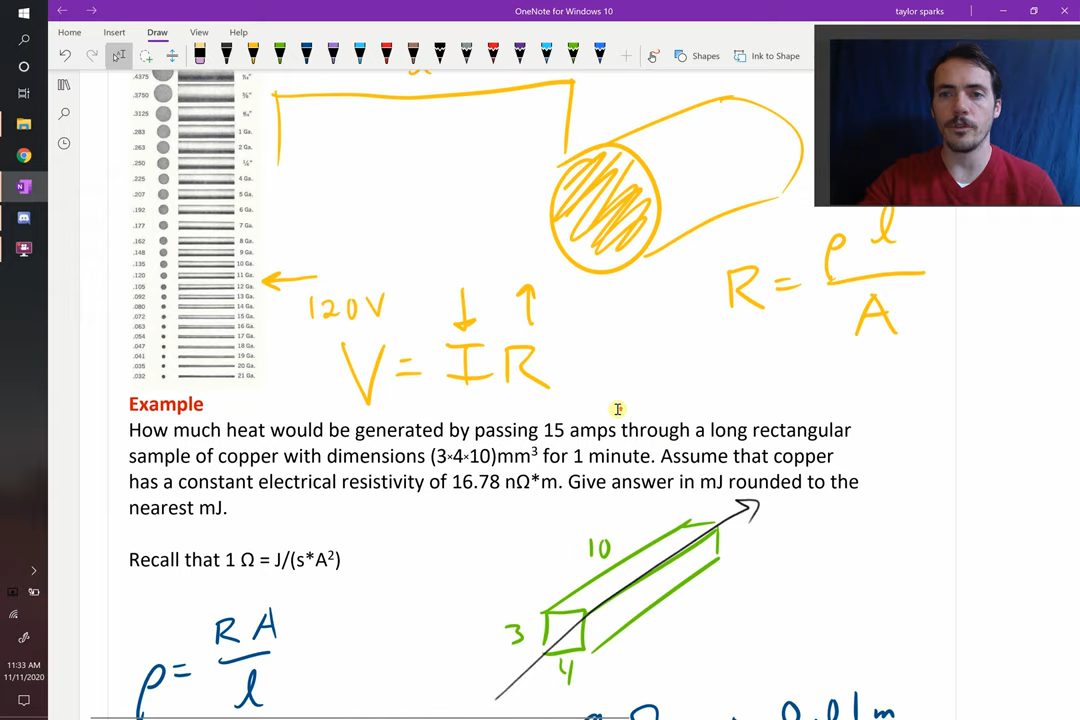 OneNote for Windows 10
taylor sparks
Home Insert Draw View Help
Shapes Ink to Shape
.4375
.3750
.3125
.283 1 Ga.
.263 2 Ga.
.250 ¼"
.225 4 Ga.
.207 5 Ga.
.192 6 Ga.
.177 7 Ga.
.162 8 Ga.
.148 9 Ga.
.135 10 Ga.
.120 11 Ga.
.105 12 Ga.
.092 13 Ga.
.080 14 Ga.
.072 15 Ga.
.063 16 Ga.
.054 17 Ga.
.047 18 Ga.
.041 19 Ga.
.035 20 Ga.
.032 21 Ga.
R = ρ l / A
120V
V = I R
Example
How much heat would be generated by passing 15 amps through a long rectangular
sample of copper with dimensions (3×4×10)mm³ for 1 minute. Assume that copper
has a constant electrical resistivity of 16.78 nΩ*m. Give answer in mJ rounded to the
nearest mJ.
Recall that 1 Ω = J/(s*A²)
10
3
4
ρ = R A / l
11:33 AM
11/11/2020